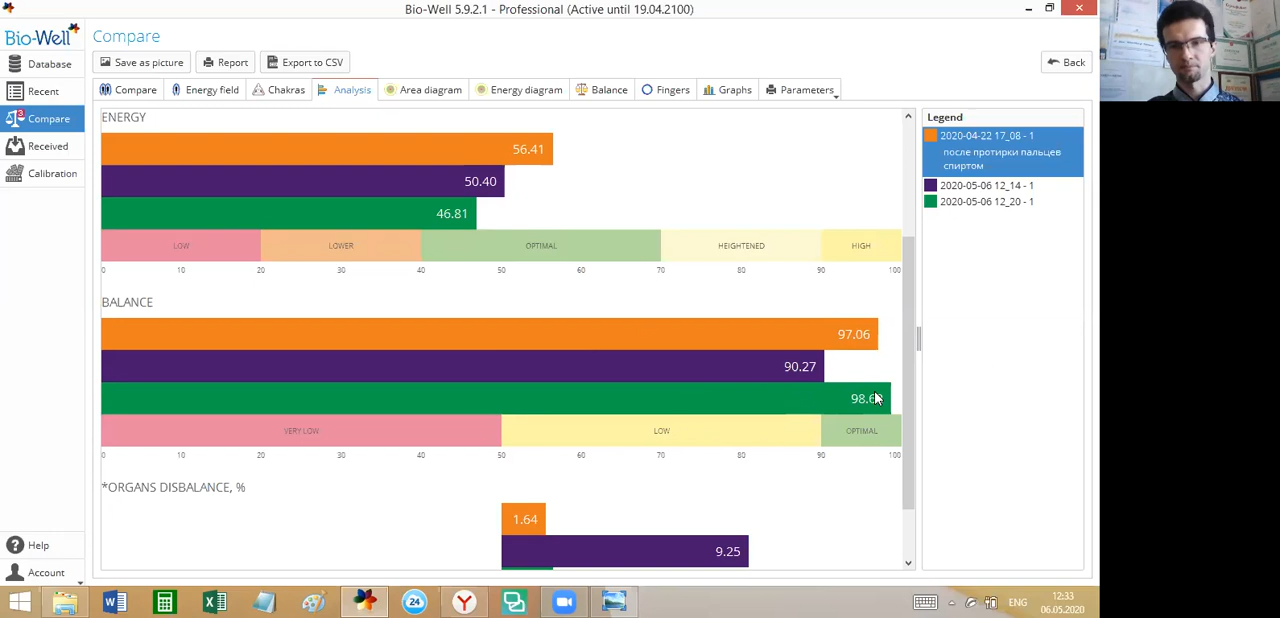 Bio-Well 5.9.2.1 - Professional (Active until 19.04.2100)
Bio-Well
Compare
Save as picture
Report
Export to CSV
Back
Database
Recent
3
Compare
Received
Calibration
Compare
Energy field
Chakras
Analysis
Area diagram
Energy diagram
Balance
Fingers
Graphs
Parameters
ENERGY
56.41
50.40
46.81
LOW LOWER OPTIMAL HEIGHTENED HIGH
0 10 20 30 40 50 60 70 80 90 100
BALANCE
97.06
90.27
VERY LOW LOW OPTIMAL
0 10 20 30 40 50 60 70 80 90 100
*ORGANS DISBALANCE, %
1.64
9.25
Legend
2020-04-22 17_08 - 1
после протирки пальцев
спиртом
2020-05-06 12_14 - 1
2020-05-06 12_20 - 1
Help
Account
24
ENG
12:33
06.05.2020